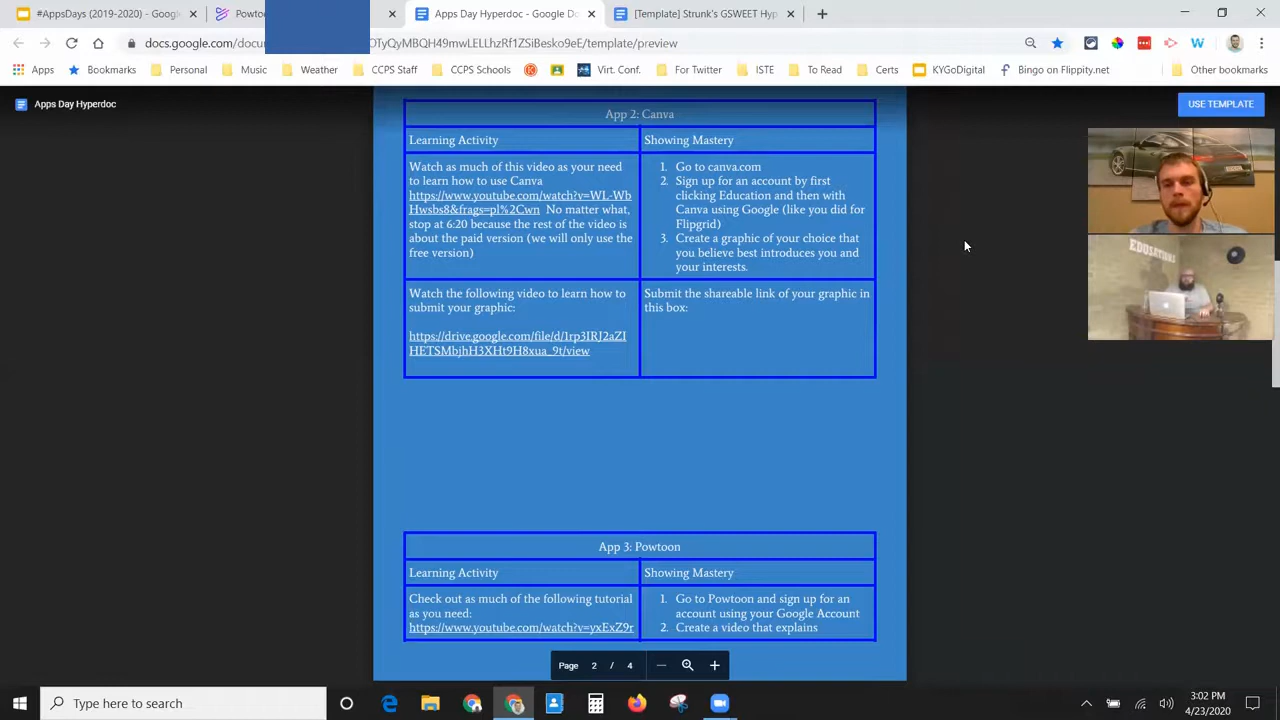 #AppsDays (2019-2020) - Google
Powto
Apps Day Hyperdoc - Google Do
[Template] Strunk's GSWEET Hyp
docs.google.com/docu
OTyQyMBQH49mwLELLhzRf1ZSiBesko9eE/template/preview
Apps
Bookmarks
Personal
Music
Weather
CCPS Staff
CCPS Schools
Virt. Conf.
For Twitter
ISTE
To Read
Certs
KYGoDigital
Bingo on Flippity.net
Other bookmarks
Apps Day Hyperdoc
USE TEMPLATE
App 2: Canva
Learning Activity
Showing Mastery
Watch as much of this video as your need
to learn how to use Canva
https://www.youtube.com/watch?v=WL-Wb
Hwsbs8&frags=pl%2Cwn No matter what,
stop at 6:20 because the rest of the video is
about the paid version (we will only use the
free version)
1. Go to canva.com
2. Sign up for an account by first
clicking Education and then with
Canva using Google (like you did for
Flipgrid)
3. Create a graphic of your choice that
you believe best introduces you and
your interests.
Watch the following video to learn how to
submit your graphic:
https://drive.google.com/file/d/1rp3IRJ2aZI
HETSMbjhH3XHt9H8xua_9t/view
Submit the shareable link of your graphic in
this box:
App 3: Powtoon
Learning Activity
Showing Mastery
Check out as much of the following tutorial
as you need:
https://www.youtube.com/watch?v=yxExZ9r
1. Go to Powtoon and sign up for an
account using your Google Account
2. Create a video that explains
Page 2 / 4
EDUCATIONS
Type here to search
3:02 PM
4/23/2020